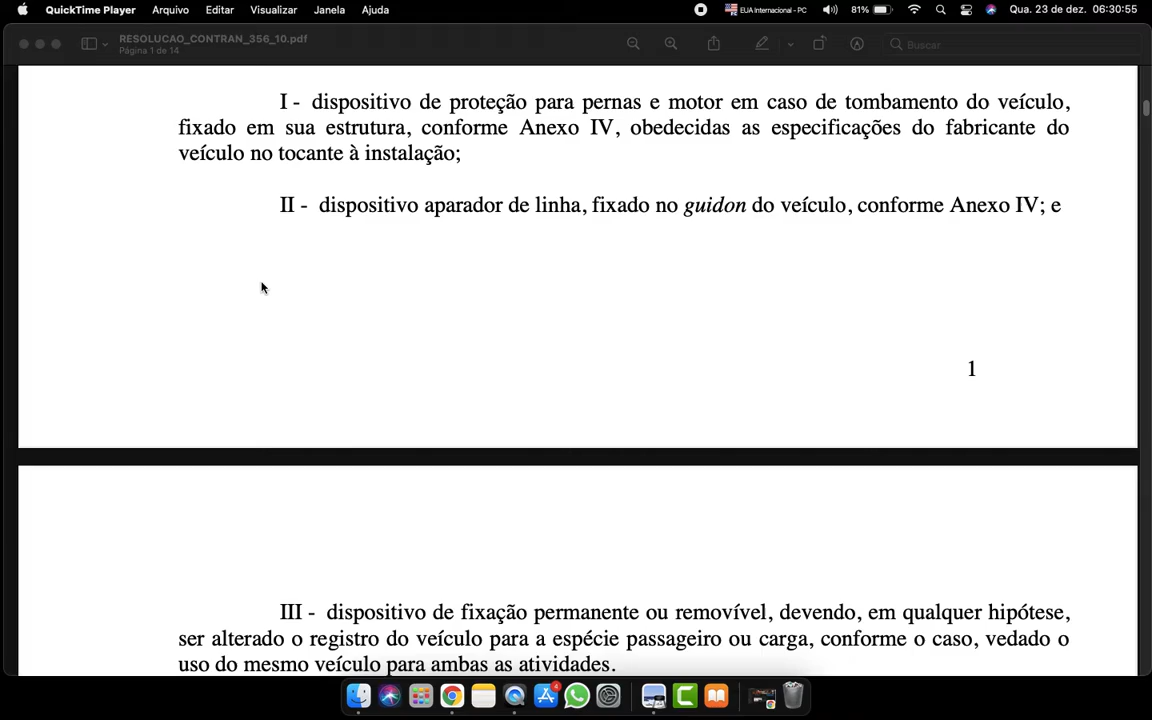 QuickTime Player Arquivo Editar Visualizar Janela Ajuda EUA Internacional - PC 81% Qua. 23 de dez. 06:30:55
RESOLUCAO_CONTRAN_356_10.pdf
Página 1 de 14
Buscar
I - dispositivo de proteção para pernas e motor em caso de tombamento do veículo,
fixado em sua estrutura, conforme Anexo IV, obedecidas as especificações do fabricante do
veículo no tocante à instalação;
II - dispositivo aparador de linha, fixado no guidon do veículo, conforme Anexo IV; e
1
III - dispositivo de fixação permanente ou removível, devendo, em qualquer hipótese,
ser alterado o registro do veículo para a espécie passageiro ou carga, conforme o caso, vedado o
uso do mesmo veículo para ambas as atividades.
4